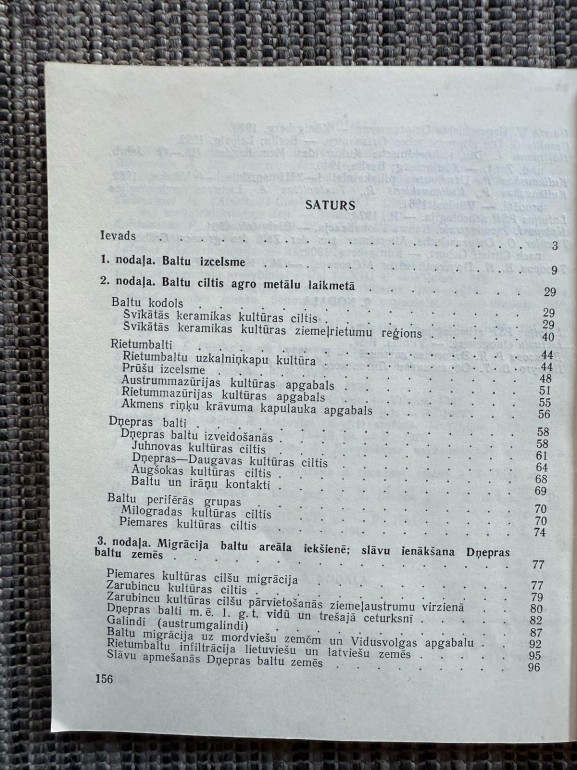 SATURS
Ievads . . . . . . . . . . . . . . . . 3
1. nodaļa. Baltu izcelsme . . . . . . . . . . . 9
2. nodaļa. Baltu ciltis agro metālu laikmetā . . . . . . . 29
Baltu kodols . . . . . . . . . . . . . . 29
Svīkātās keramikas kultūras ciltis . . . . . . . . 29
Svīkātās keramikas kultūras ziemeļrietumu reģions . . . . 40
Rietumbalti . . . . . . . . . . . . . . 44
Rietumbaltu uzkalniņkapu kultūra . . . . . . . . 44
Prūšu izcelsme . . . . . . . . . . . . . 48
Austrummazūrijas kultūras apgabals . . . . . . . 51
Rietummazūrijas kultūras apgabals . . . . . . . . 55
Akmens riņķu krāvuma kapulauka apgabals . . . . . . 56
Dņepras balti . . . . . . . . . . . . . . 58
Dņepras baltu izveidošanās . . . . . . . . . . 58
Juhnovas kultūras ciltis . . . . . . . . . . 61
Dņepras—Daugavas kultūras ciltis . . . . . . . . 64
Augšokas kultūras ciltis . . . . . . . . . . 68
Baltu un irāņu kontakti . . . . . . . . . . 69
Baltu perifērās grupas . . . . . . . . . . . 70
Milogradas kultūras ciltis . . . . . . . . . . 70
Piemares kultūras ciltis . . . . . . . . . . . 74
3. nodaļa. Migrācija baltu areāla iekšienē; slāvu ienākšana Dņepras
baltu zemēs . . . . . . . . . . . . . . 77
Piemares kultūras cilšu migrācija . . . . . . . . 77
Zarubincu kultūras ciltis . . . . . . . . . . 79
Zarubincu kultūras cilšu pārvietošanās ziemeļaustrumu virzienā . 80
Dņepras balti m. ē. 1. g. t. vidū un trešajā ceturksnī . . . . 82
Galindi (austrumgalindi) . . . . . . . . . . 87
Baltu migrācija uz mordviešu zemēm un Vidusvolgas apgabalu . 92
Rietumbaltu infiltrācija lietuviešu un latviešu zemēs . . . . 95
Slāvu apmešanās Dņepras baltu zemēs . . . . . . . 96
156